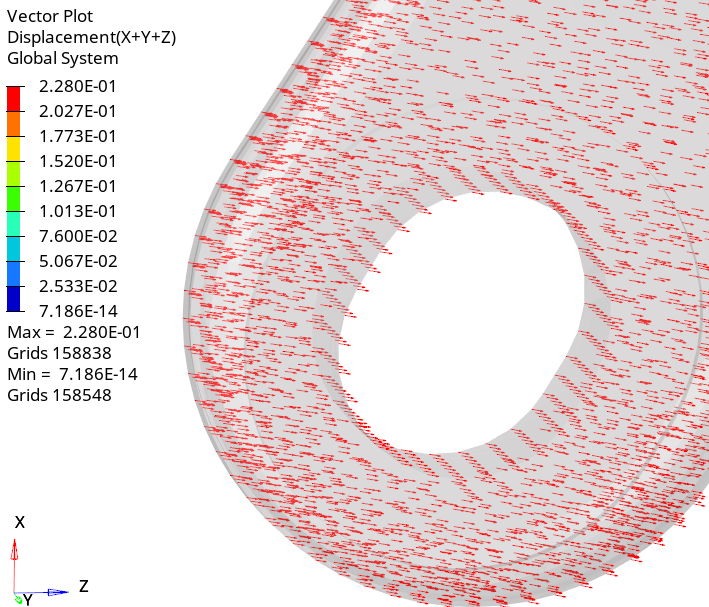 Vector Plot
Displacement(X+Y+Z)
Global System
2.280E-01
2.027E-01
1.773E-01
1.520E-01
1.267E-01
1.013E-01
7.600E-02
5.067E-02
2.533E-02
7.186E-14
Max = 2.280E-01
Grids 158838
Min = 7.186E-14
Grids 158548
X
Z
Y